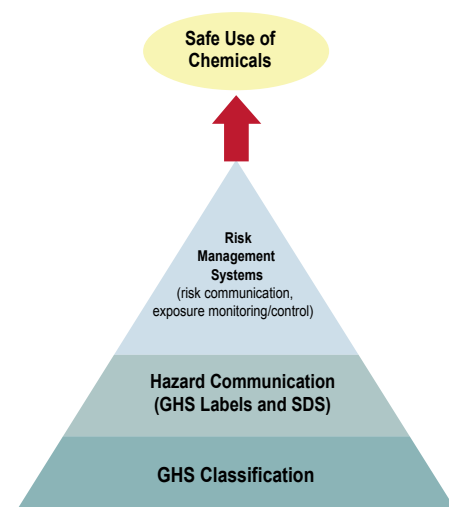 Safe Use of
Chemicals
Risk
Management
Systems
(risk communication,
exposure monitoring/control)
Hazard Communication
(GHS Labels and SDS)
GHS Classification